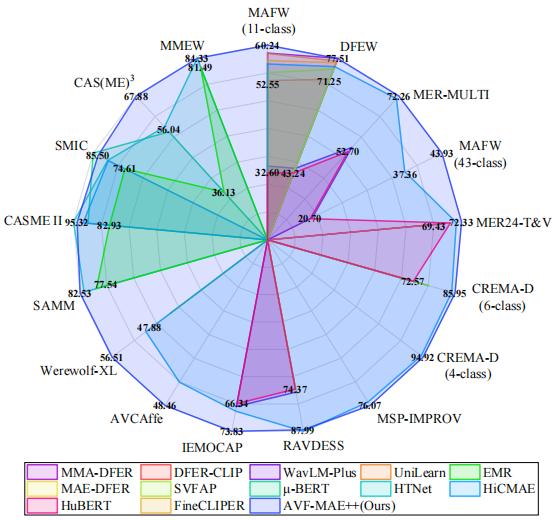 MAFW
(11-class)
60.24
MMEW
DFEW
84.33
77.51
81.49
71.25
CAS(ME)³
67.88
52.55
72.26
MER-MULTI
SMIC
56.04
MAFW
(43-class)
85.50
52.70
43.93
74.61
32.60
43.24
37.36
36.13
CASME II
95.32
82.93
20.70
69.43
72.33
MER24-T&V
72.57
CREMA-D
(6-class)
SAMM
82.53
77.54
85.95
47.88
Werewolf-XL
56.51
94.92
CREMA-D
(4-class)
AVCAffe
48.46
66.34
74.37
76.07
MSP-IMPROV
IEMOCAP
73.83
87.99
RAVDESS
MMA-DFER DFER-CLIP WavLM-Plus UniLearn EMR
MAE-DFER SVFAP μ-BERT HTNet HiCMAE
HuBERT FineCLIPER AVF-MAE++(Ours)